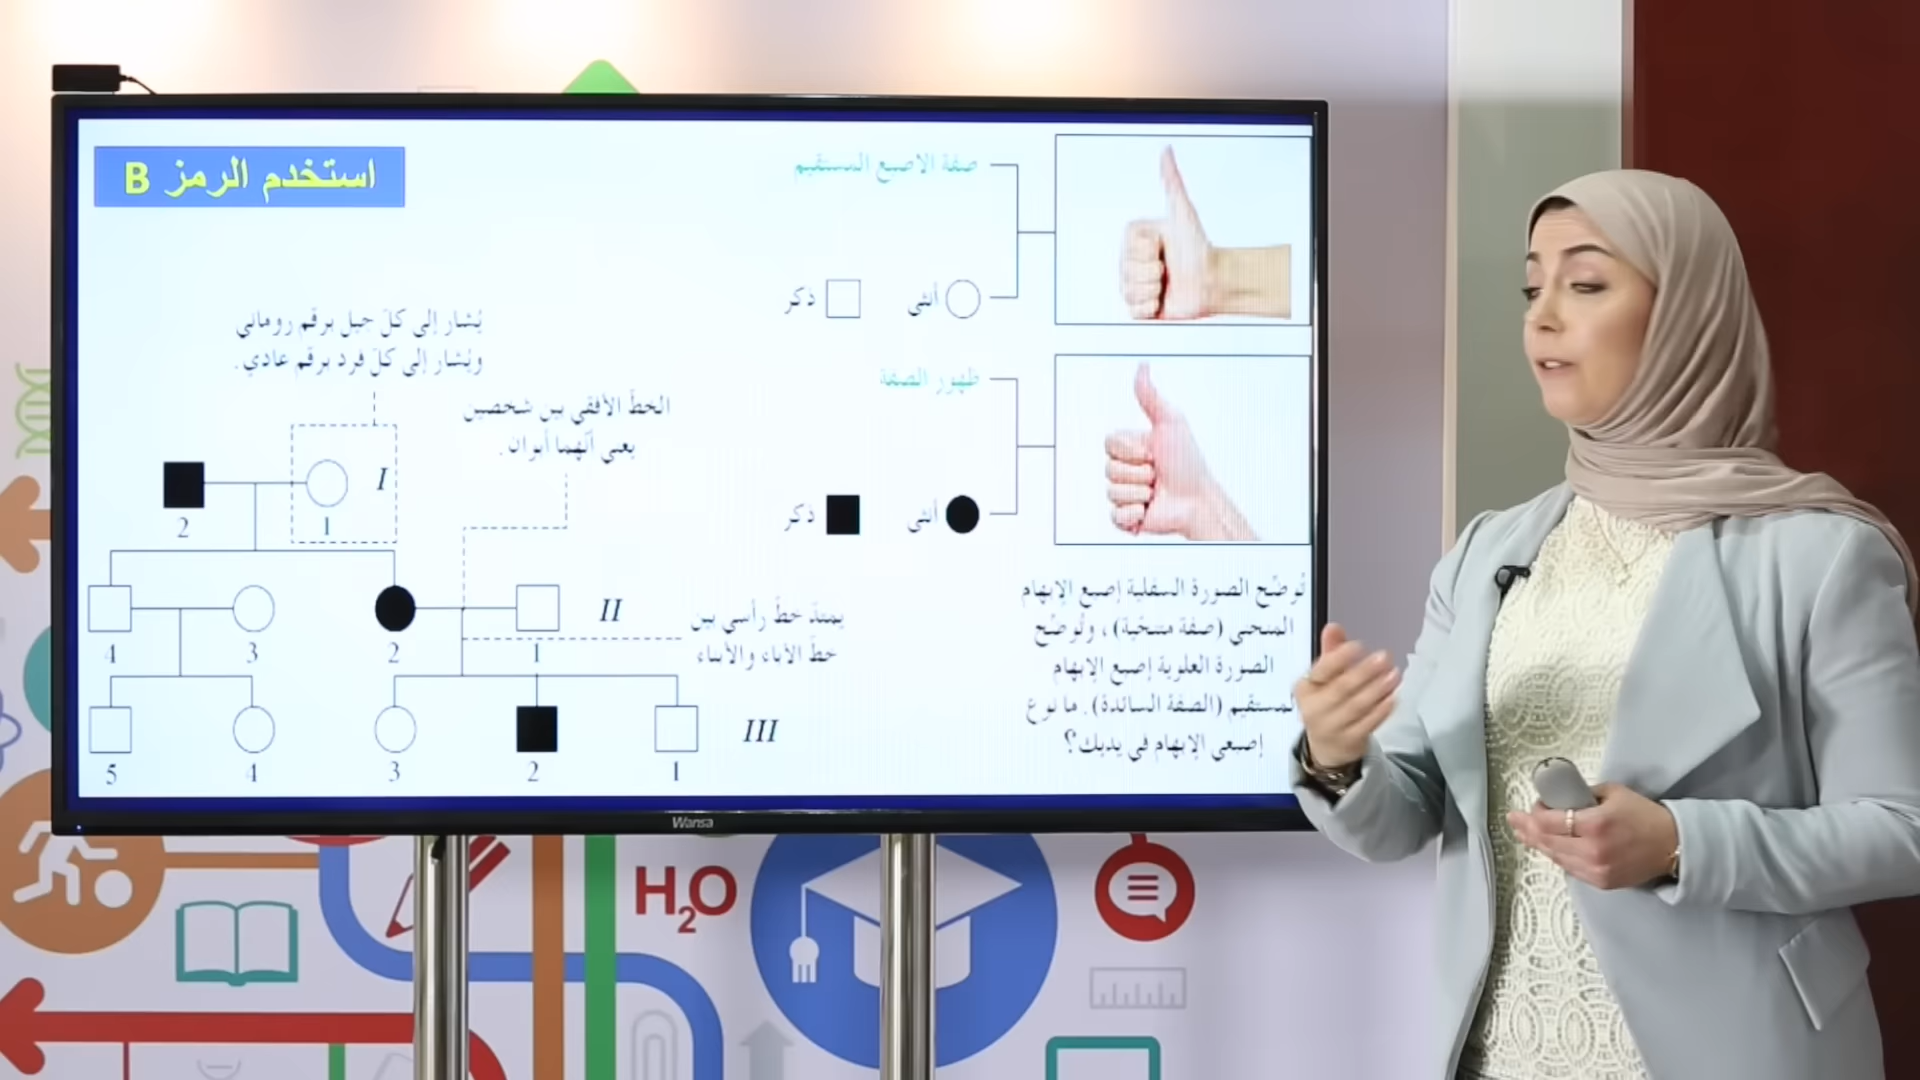 استخدم الرمز B
صفة الاصبع المستقيم
أنثى
ذكر
ظهور الصفة
أنثى
ذكر
تُوضّح الصورة السفلية إصبع الإبهام
المنحني (صفة متنحّية)، وتُوضّح
الصورة العلوية إصبع الإبهام
المستقيم (الصفة السائدة). ما نوع
إصبعي الإبهام في يديك؟
يُشار إلى كلّ جيل برقم روماني
ويُشار إلى كلّ فرد برقم عادي.
الخطّ الأفقي بين شخصين
يعني أنّهما أبوان.
يمتدّ خطّ رأسي بين
خطّ الآباء والأبناء
I
2 1
II
4 3 2 1
III
5 4 3 2 1
Wansa
H2O